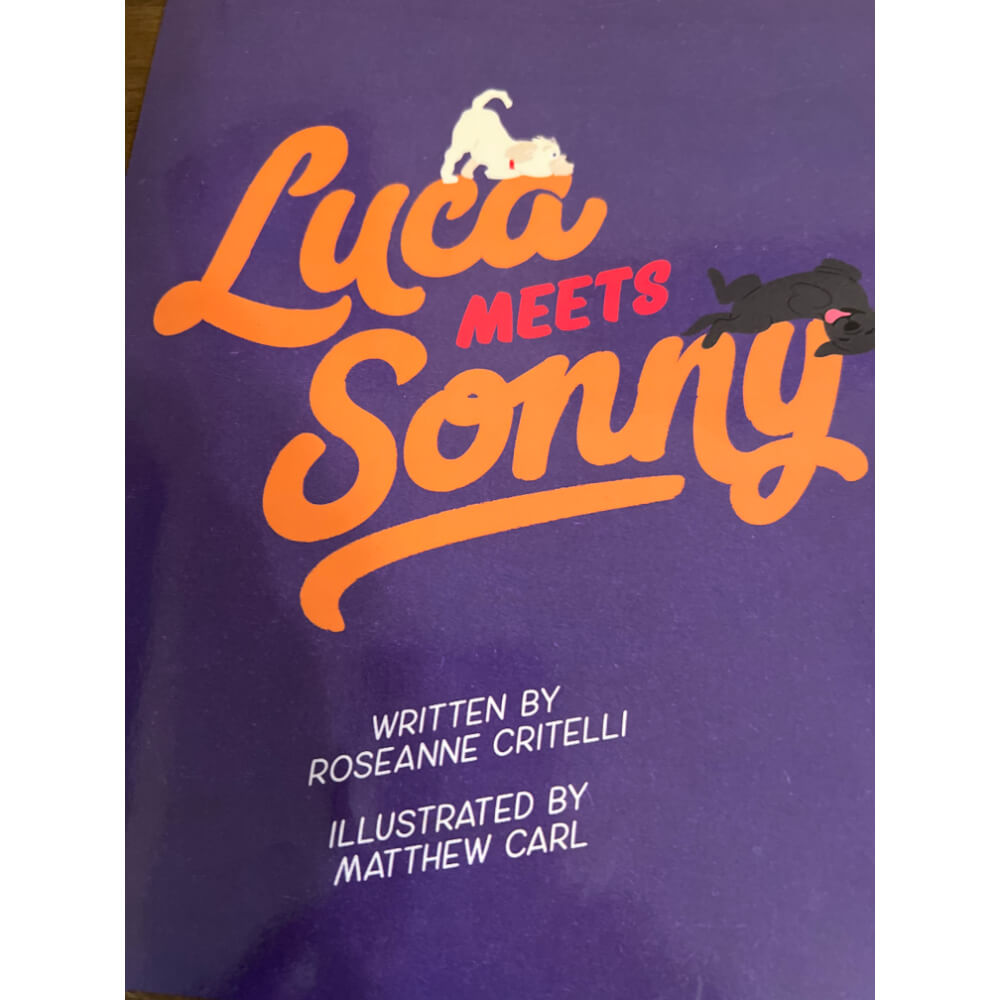 Luca
MEETS
Sonny
WRITTEN BY
ROSEANNE CRITELLI
ILLUSTRATED BY
MATTHEW CARL